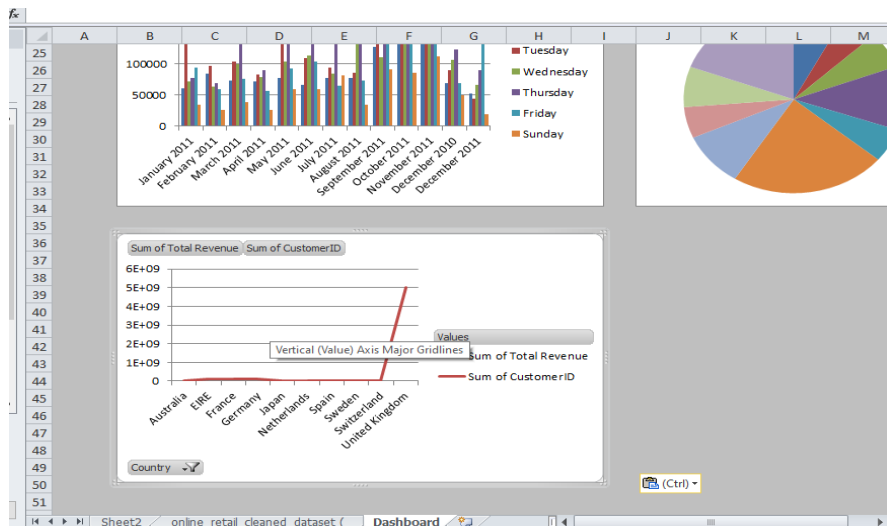 fx
A B C D E F G H I J K L M
25
26
27
28
29
30
31
32
33
34
35
36
37
38
39
40
41
42
43
44
45
46
47
48
49
50
51
100000
50000
0
January 2011
February 2011
March 2011
April 2011
May 2011
June 2011
July 2011
August 2011
September 2011
October 2011
November 2011
December 2010
December 2011
Tuesday
Wednesday
Thursday
Friday
Sunday
Sum of Total Revenue Sum of CustomerID
6E+09
5E+09
4E+09
3E+09
2E+09
1E+09
0
Vertical (Value) Axis Major Gridlines
Australia
EIRE
France
Germany
Japan
Netherlands
Spain
Sweden
Switzerland
United Kingdom
Values
Sum of Total Revenue
Sum of CustomerID
Country
(Ctrl)
Sheet2 online_retail_cleaned_dataset ( Dashboard